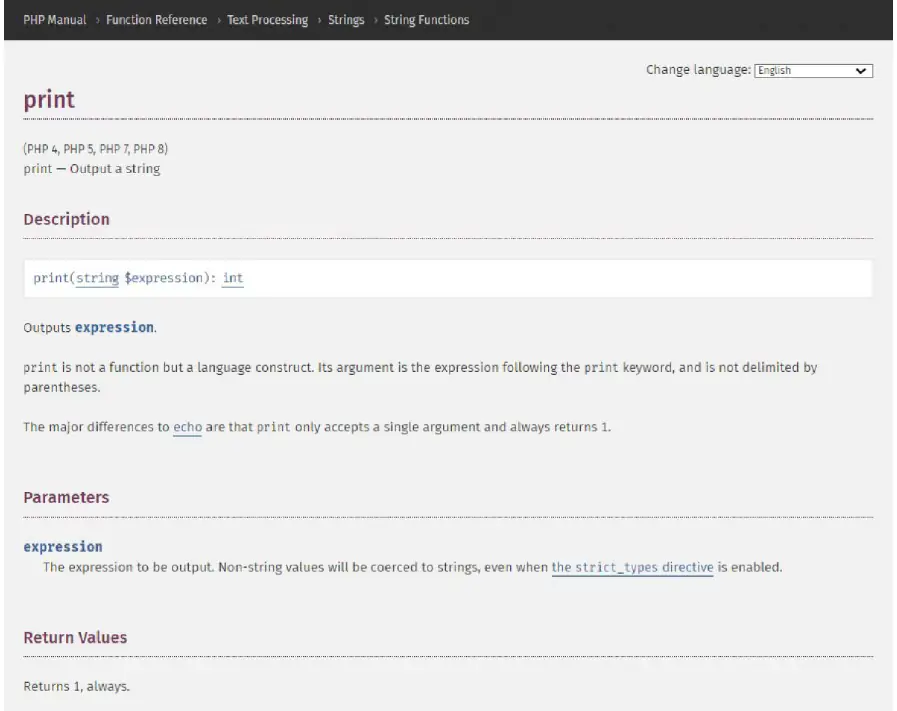 PHP Manual › Function Reference › Text Processing › Strings › String Functions
Change language: English
print
(PHP 4, PHP 5, PHP 7, PHP 8)
print — Output a string
Description
print(string $expression): int
Outputs expression.
print is not a function but a language construct. Its argument is the expression following the print keyword, and is not delimited by
parentheses.
The major differences to echo are that print only accepts a single argument and always returns 1.
Parameters
expression
The expression to be output. Non-string values will be coerced to strings, even when the strict_types directive is enabled.
Return Values
Returns 1, always.